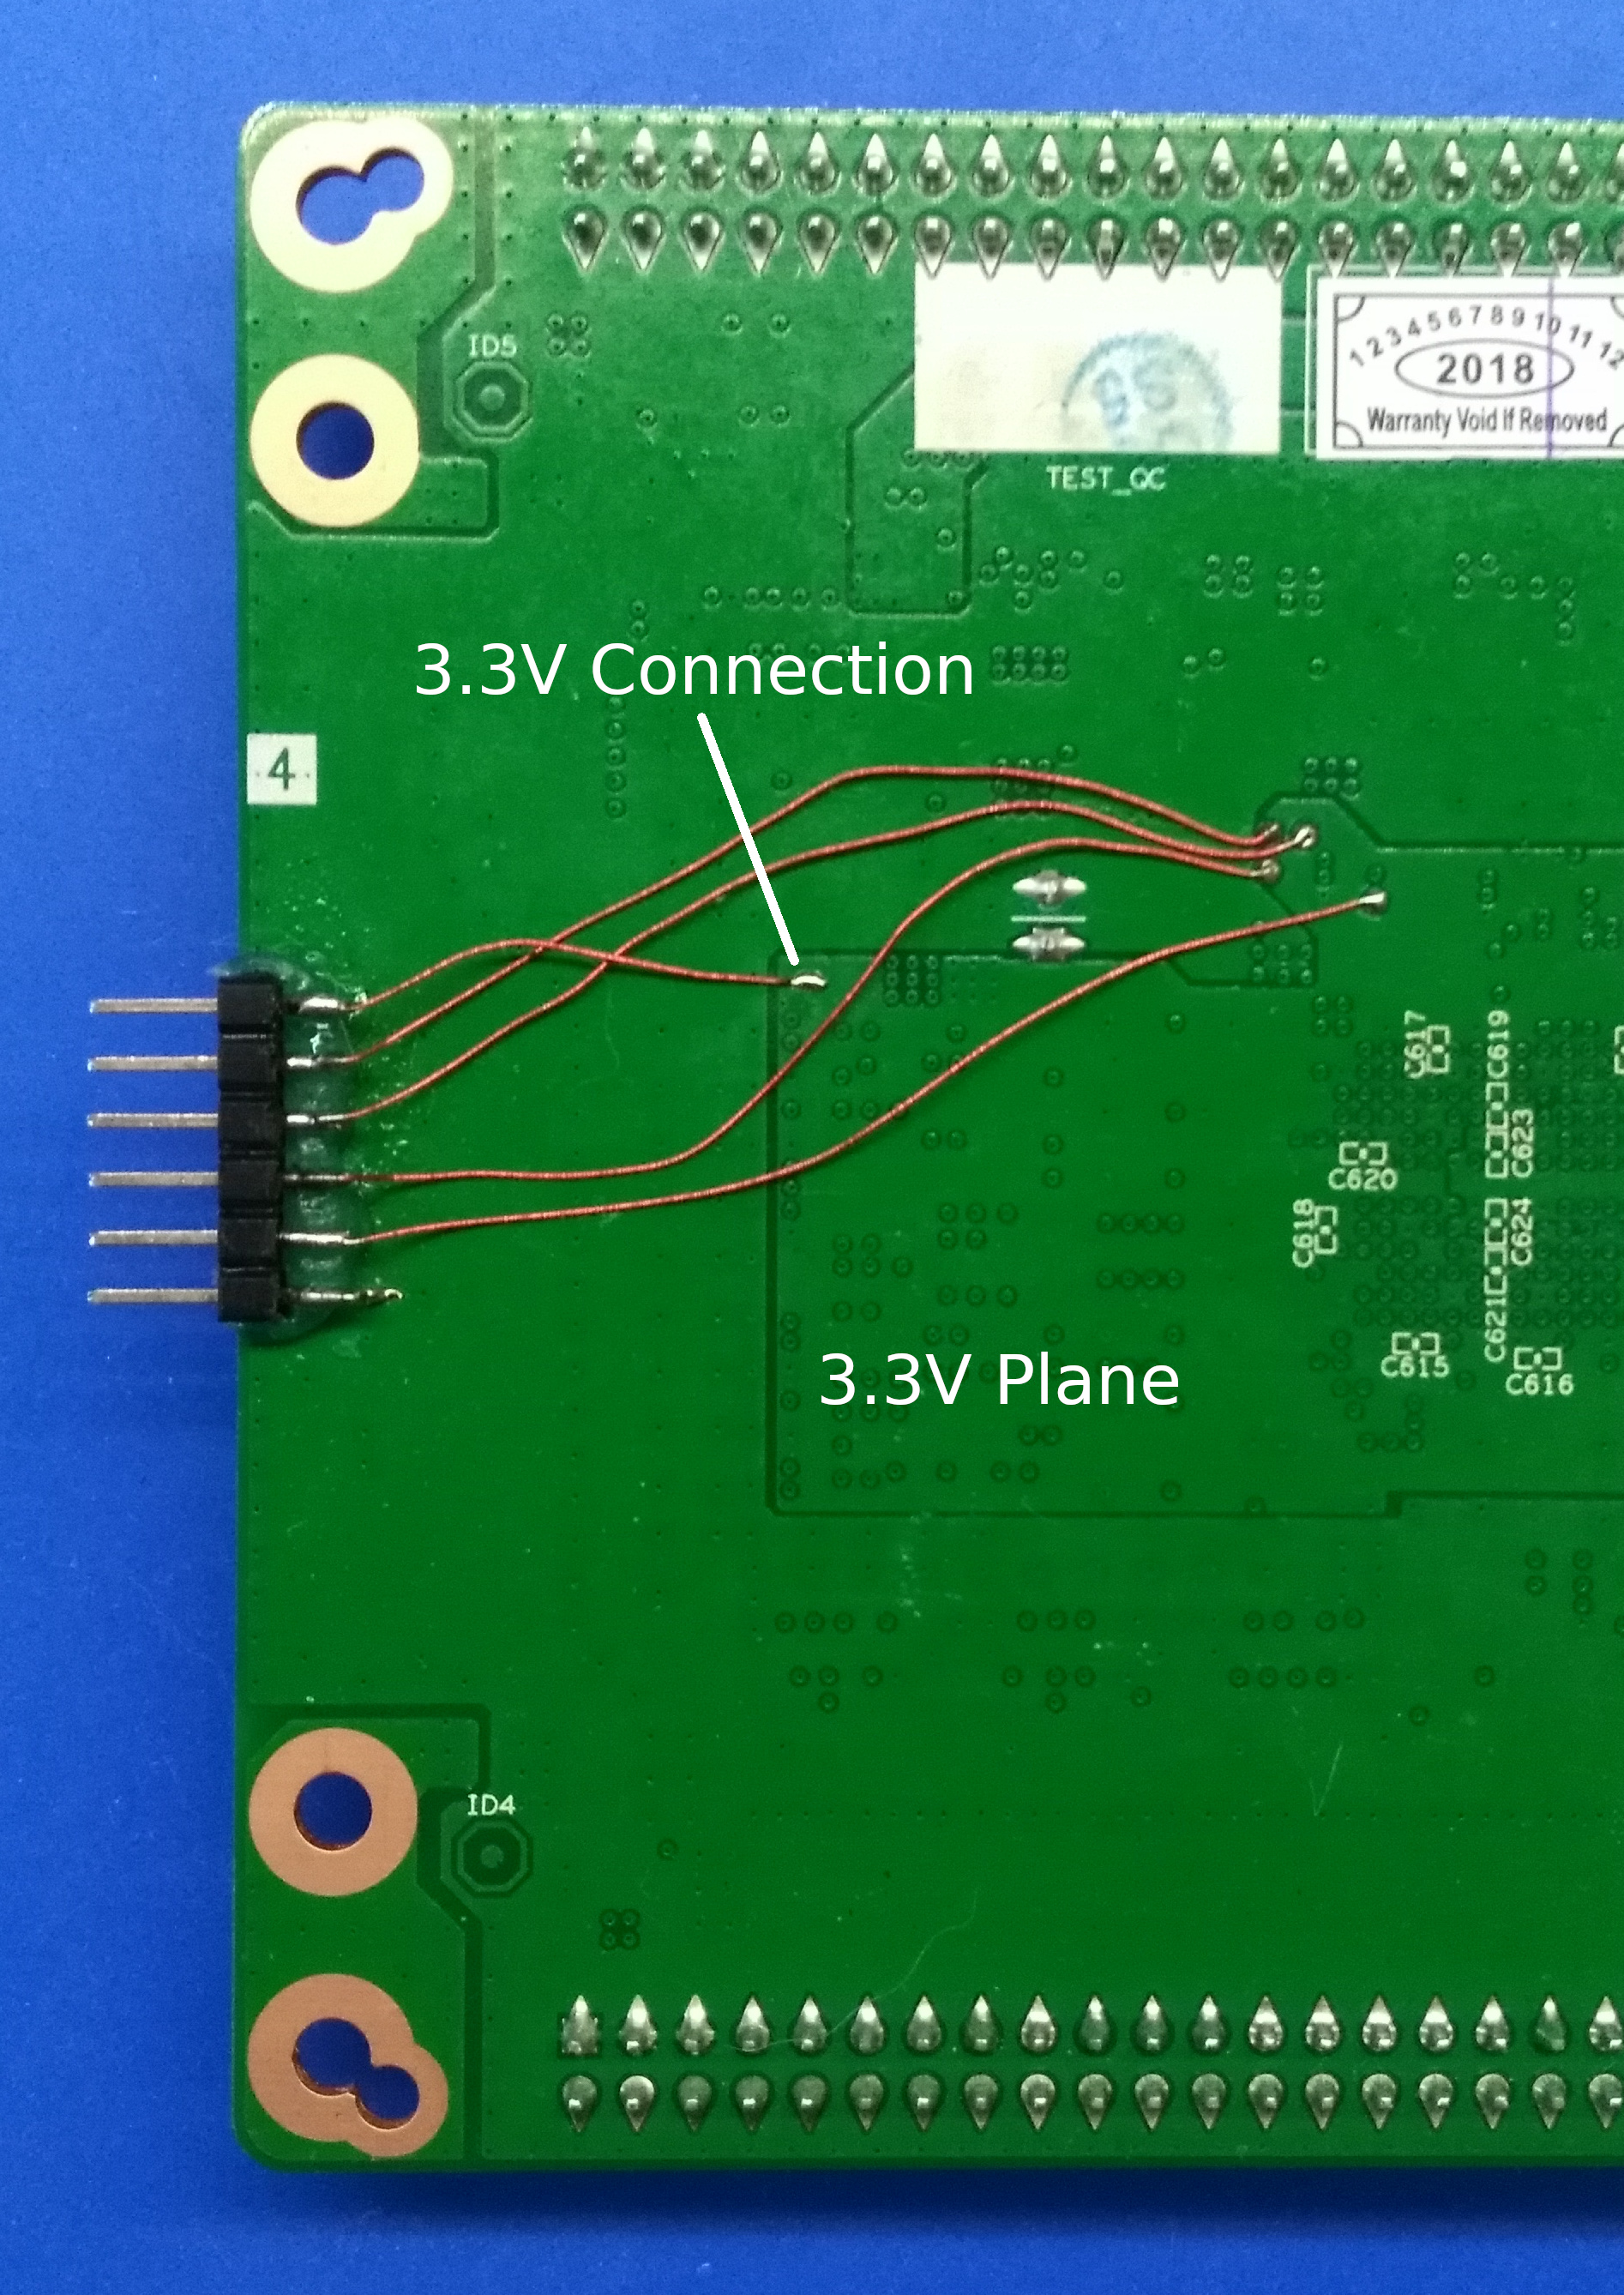 ID5
1 2 3 4 5 6 7 8 9 10 11 12
2018
Warranty Void If Removed
TEST_QC
3.3V Connection
4
C617
C619
C623
C620
C618
C624
C621
3.3V Plane
C615
C616
ID4